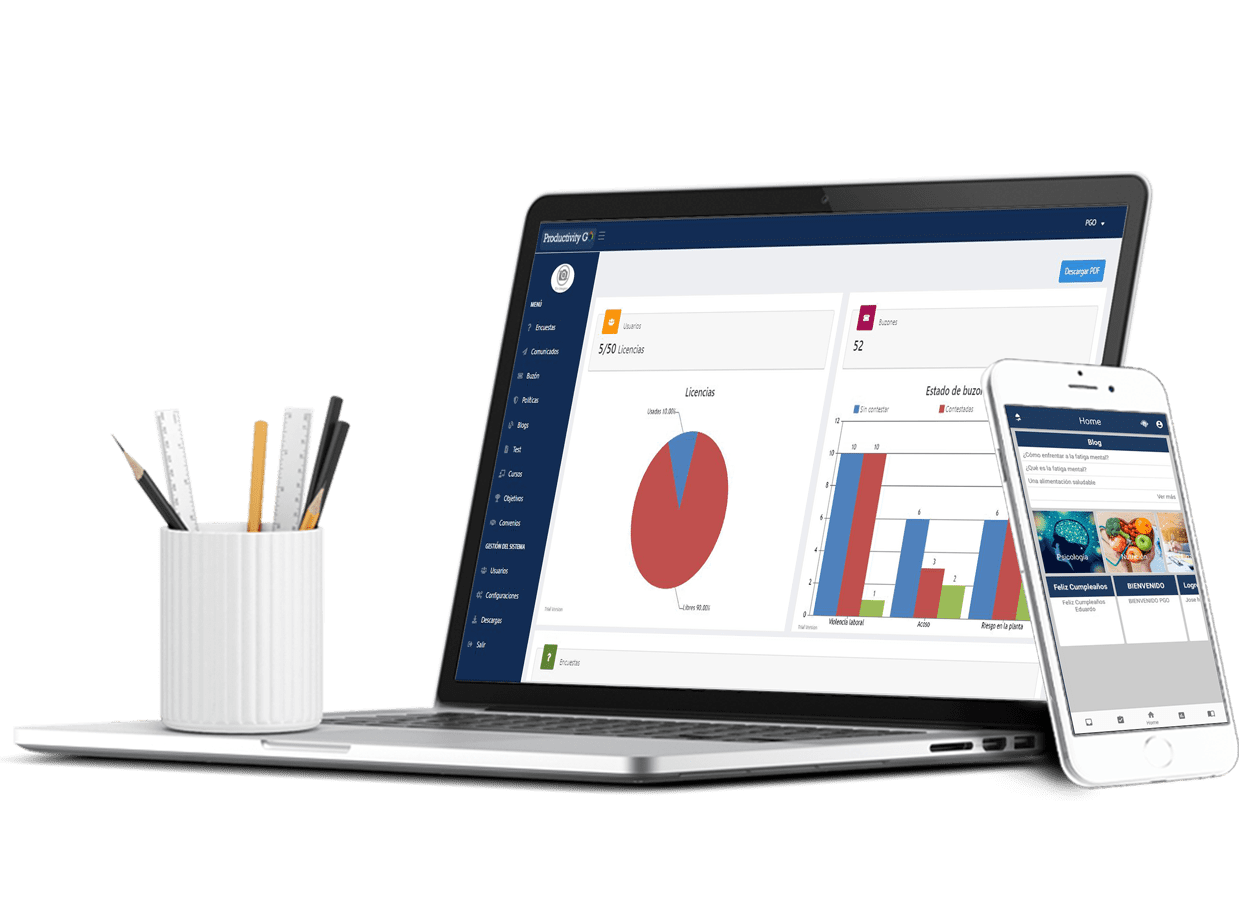 Productivity GO
PGO
MENÚ
Encuestas
Comunicados
Buzón
Políticas
Blogs
Test
Cursos
Objetivos
Convenios
GESTIÓN DEL SISTEMA
Usuarios
Configuraciones
Descargas
Salir
Descargar PDF
Usuarios
5/50 Licencias
Licencias
Usadas 10.00%
Libres 90.00%
Trial Version
Buzones
52
Estado de buzo
Sin contestar
Contestadas
12
10
8
6
4
2
0
10
10
1
6
3
2
6
Violencia laboral
Acoso
Riesgo en la planta
Trial Version
?
Encuestas
Home
Blog
¿Cómo enfrentar a la fatiga mental?
¿Qué es la fatiga mental?
Una alimentación saludable
Ver más
Psicología
Nutrición
Feliz Cumpleaños
Feliz Cumpleaños
Eduardo
BIENVENIDO
BIENVENIDO PGO
Logr
Jose
Home